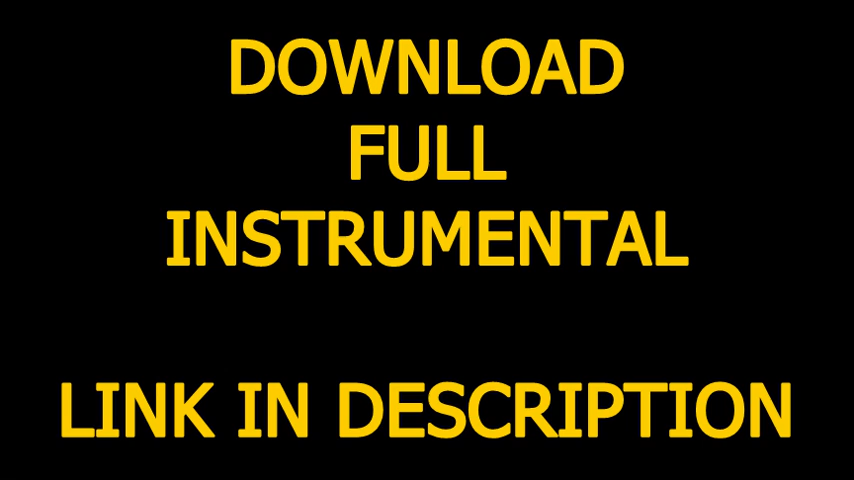 DOWNLOAD
FULL
INSTRUMENTAL
LINK IN DESCRIPTION